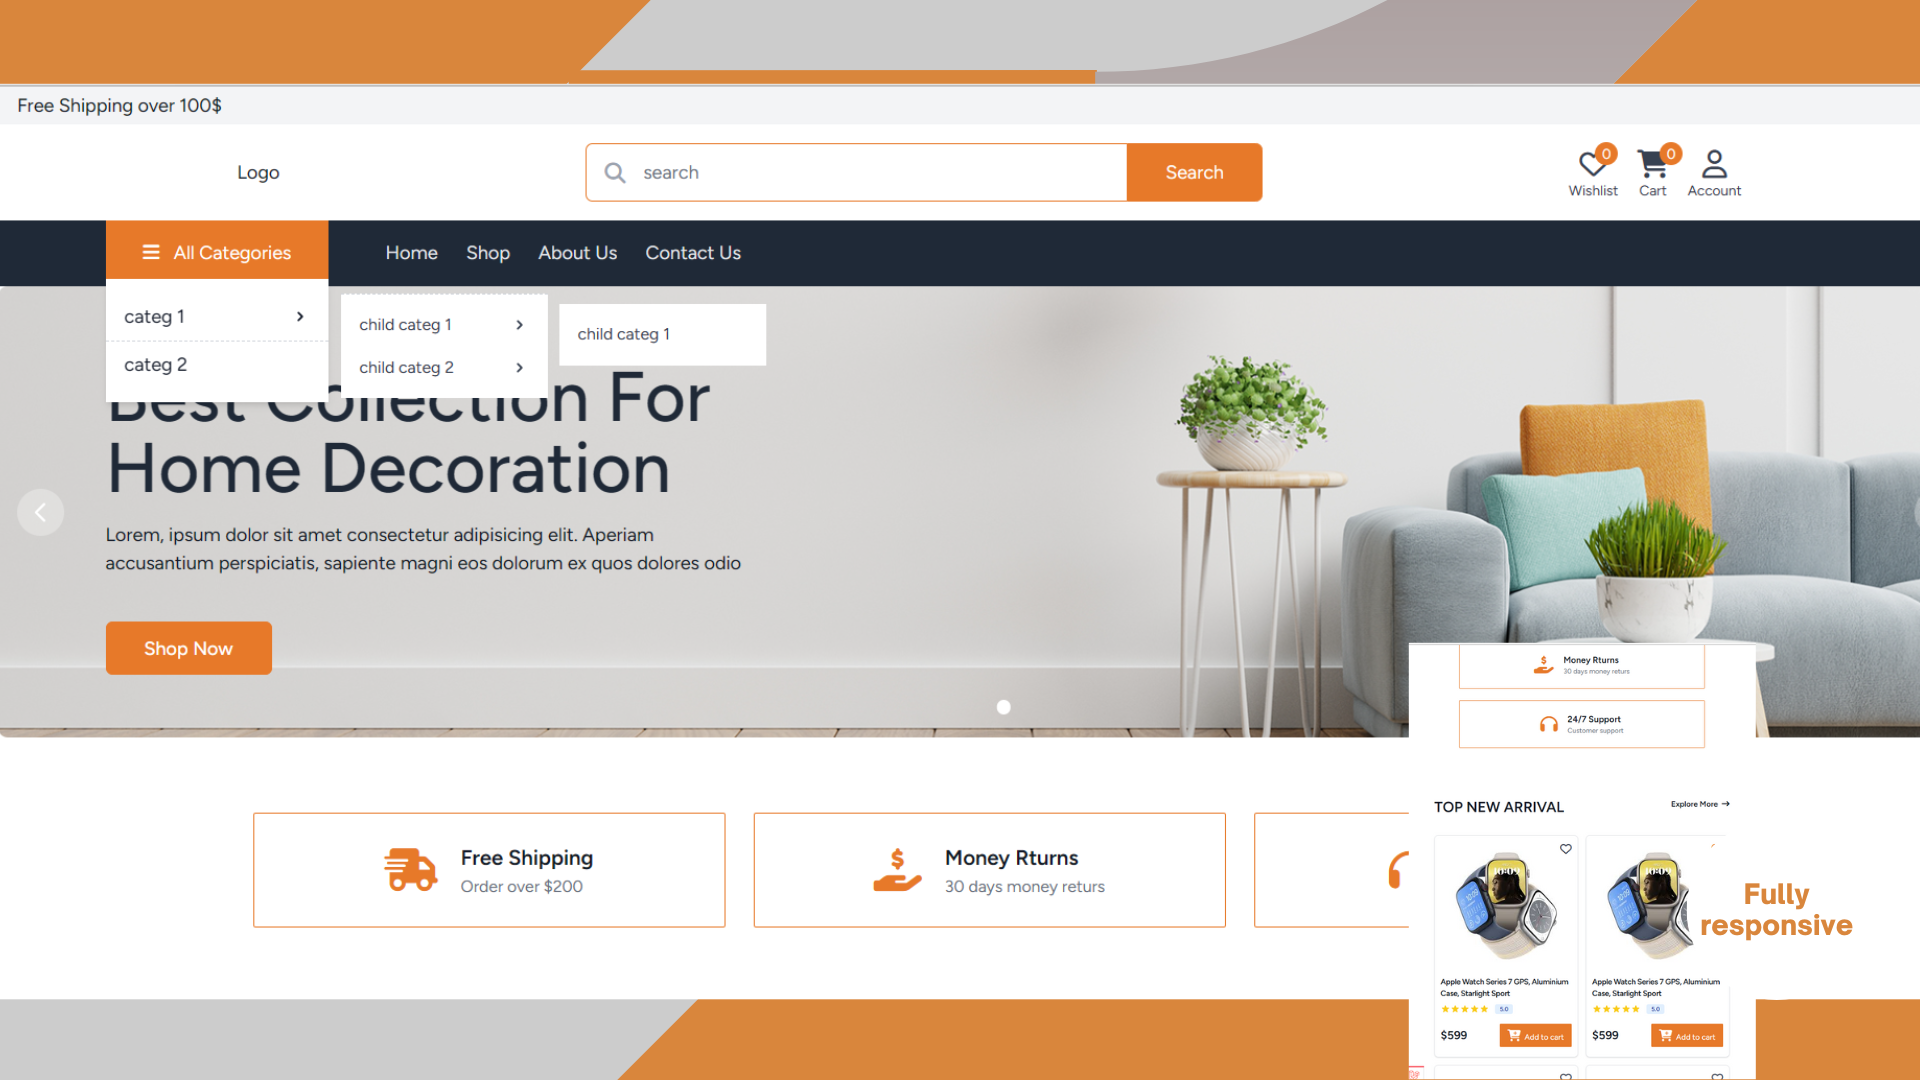 Free Shipping over 100$
Logo
search
Search
0
0
Wishlist
Cart
Account
All Categories
Home
Shop
About Us
Contact Us
categ 1
categ 2
child categ 1
child categ 2
child categ 1
Best Collection For
Home Decoration
Lorem, ipsum dolor sit amet consectetur adipisicing elit. Aperiam
accusantium perspiciatis, sapiente magni eos dolorum ex quos dolores odio
Shop Now
Free Shipping
Order over $200
Money Rturns
30 days money returs
Money Rturns
30 days money returs
24/7 Support
Customer support
TOP NEW ARRIVAL
Explore More
10:09
10:09
Apple Watch Series 7 GPS, Aluminium
Case, Starlight Sport
5.0
$599
Add to cart
Apple Watch Series 7 GPS, Aluminium
Case, Starlight Sport
5.0
$599
Add to cart
Fully
responsive